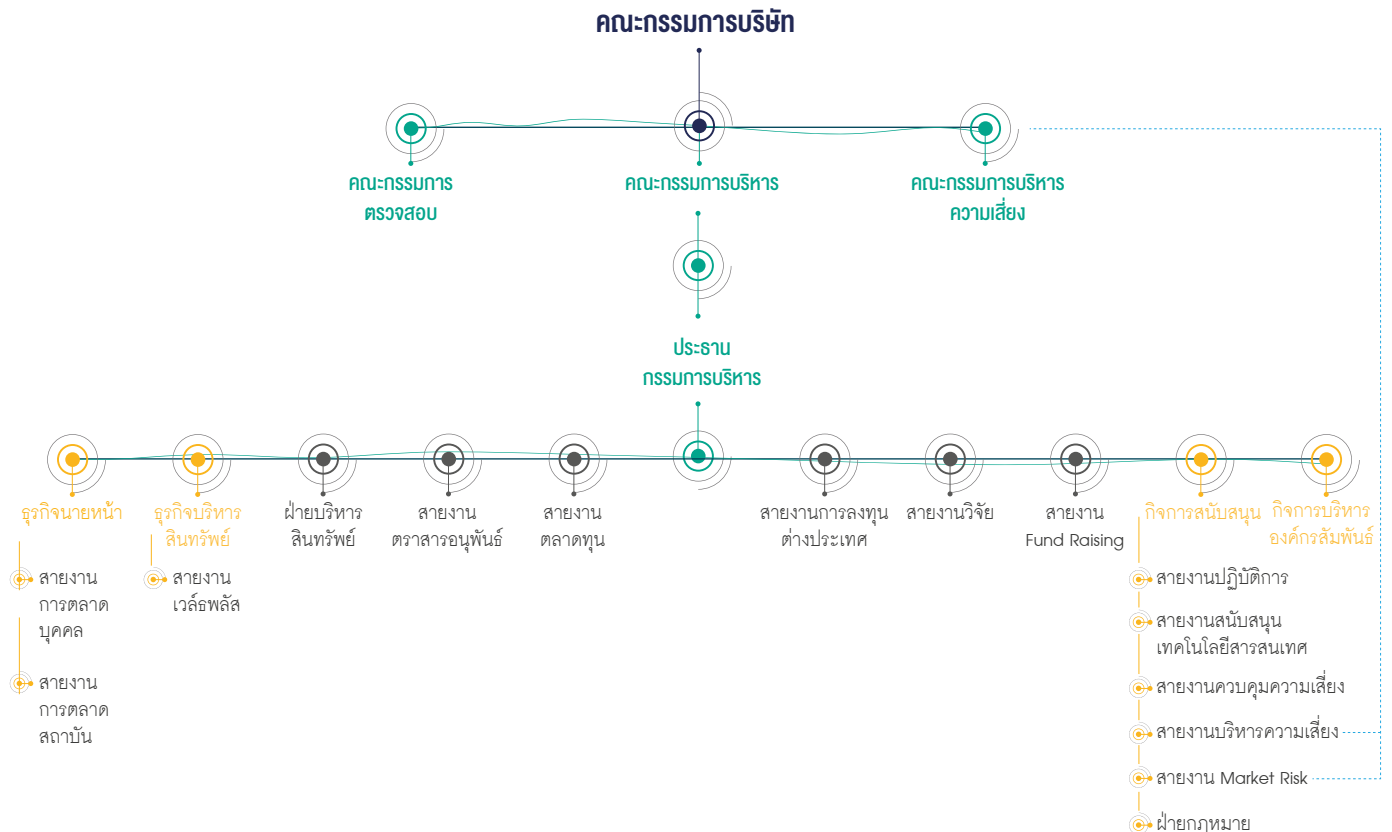 คณะกรรมการบริษัท
คณะกรรมการ
ตรวจสอบ
คณะกรรมการบริหาร
คณะกรรมการบริหาร
ความเสี่ยง
ประธาน
กรรมการบริหาร
ธุรกิจนายหน้า
ธุรกิจบริหาร
สินทรัพย์
ฝ่ายบริหาร
สินทรัพย์
สายงาน
ตราสารอนุพันธ์
สายงาน
ตลาดทุน
สายงานการลงทุน
ต่างประเทศ
สายงานวิจัย
สายงาน
Fund Raising
กิจการสนับสนุน
กิจการบริหาร
องค์กรสัมพันธ์
สายงาน
การตลาด
บุคคล
สายงาน
การตลาด
สถาบัน
สายงาน
เวล์ธพลัส
สายงานปฏิบัติการ
สายงานสนับสนุน
เทคโนโลยีสารสนเทศ
สายงานควบคุมความเสี่ยง
สายงานบริหารความเสี่ยง
สายงาน Market Risk
ฝ่ายกฎหมาย